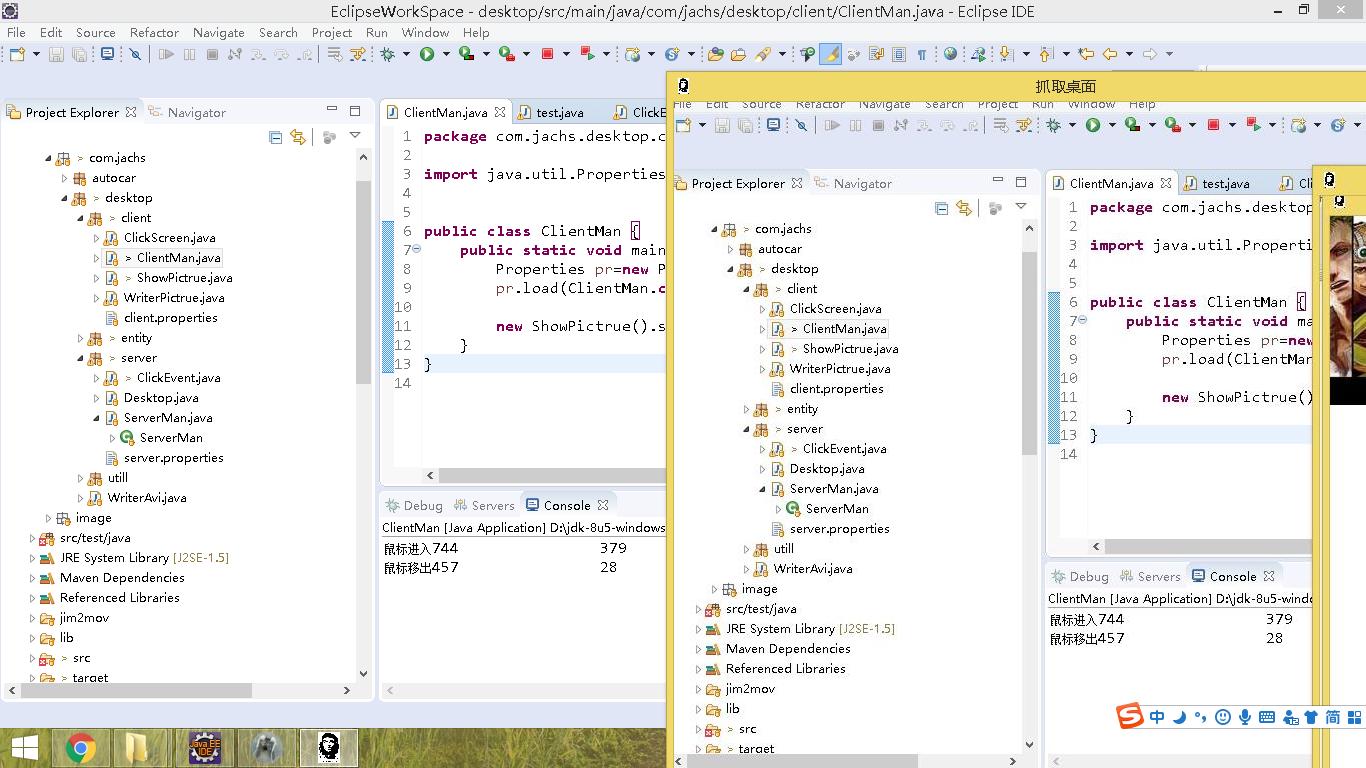 EclipseWorkSpace - desktop/src/main/java/com/jachs/desktop/client/ClientMan.java - Eclipse IDE
File Edit Source Refactor Navigate Search Project Run Window Help
Project Explorer
Navigator
com.jachs
autocar
> desktop
> client
ClickScreen.java
> ClientMan.java
> ShowPictrue.java
WriterPictrue.java
client.properties
> entity
> server
> ClickEvent.java
Desktop.java
ServerMan.java
ServerMan
server.properties
utill
WriterAvi.java
image
src/test/java
JRE System Library [J2SE-1.5]
Maven Dependencies
Referenced Libraries
jim2mov
lib
> src
> target
ClientMan.java
test.java
ClickE
1 package com.jachs.desktop.c
2
3 import java.util.Properties
4
5
6 public class ClientMan {
7 public static void main
8 Properties pr=new P
9 pr.load(ClientMan.c
10
11 new ShowPictrue().s
12 }
13 }
14
Debug
Servers
Console
ClientMan [Java Application] D:\jdk-8u5-windows
鼠标进入744 379
鼠标移出457 28
抓取桌面
File Edit Source Refactor Navigate Search Project Run Window Help
Project Explorer
Navigator
> com.jachs
autocar
> desktop
> client
ClickScreen.java
> ClientMan.java
> ShowPictrue.java
WriterPictrue.java
client.properties
> entity
> server
> ClickEvent.java
Desktop.java
ServerMan.java
ServerMan
server.properties
utill
WriterAvi.java
image
src/test/java
JRE System Library [J2SE-1.5]
Maven Dependencies
Referenced Libraries
jim2mov
lib
> src
> target
ClientMan.java
test.java
Cli
1 package com.jachs.desktop
2
3 import java.util.Properti
4
5
6 public class ClientMan {
7 public static void ma
8 Properties pr=new
9 pr.load(ClientMan
10
11 new ShowPictrue()
12 }
13 }
14
Debug
Servers
Console
ClientMan [Java Application] D:\jdk-8u5-windo
鼠标进入744 379
鼠标移出457 28
S 中 简
Java EE
IDE